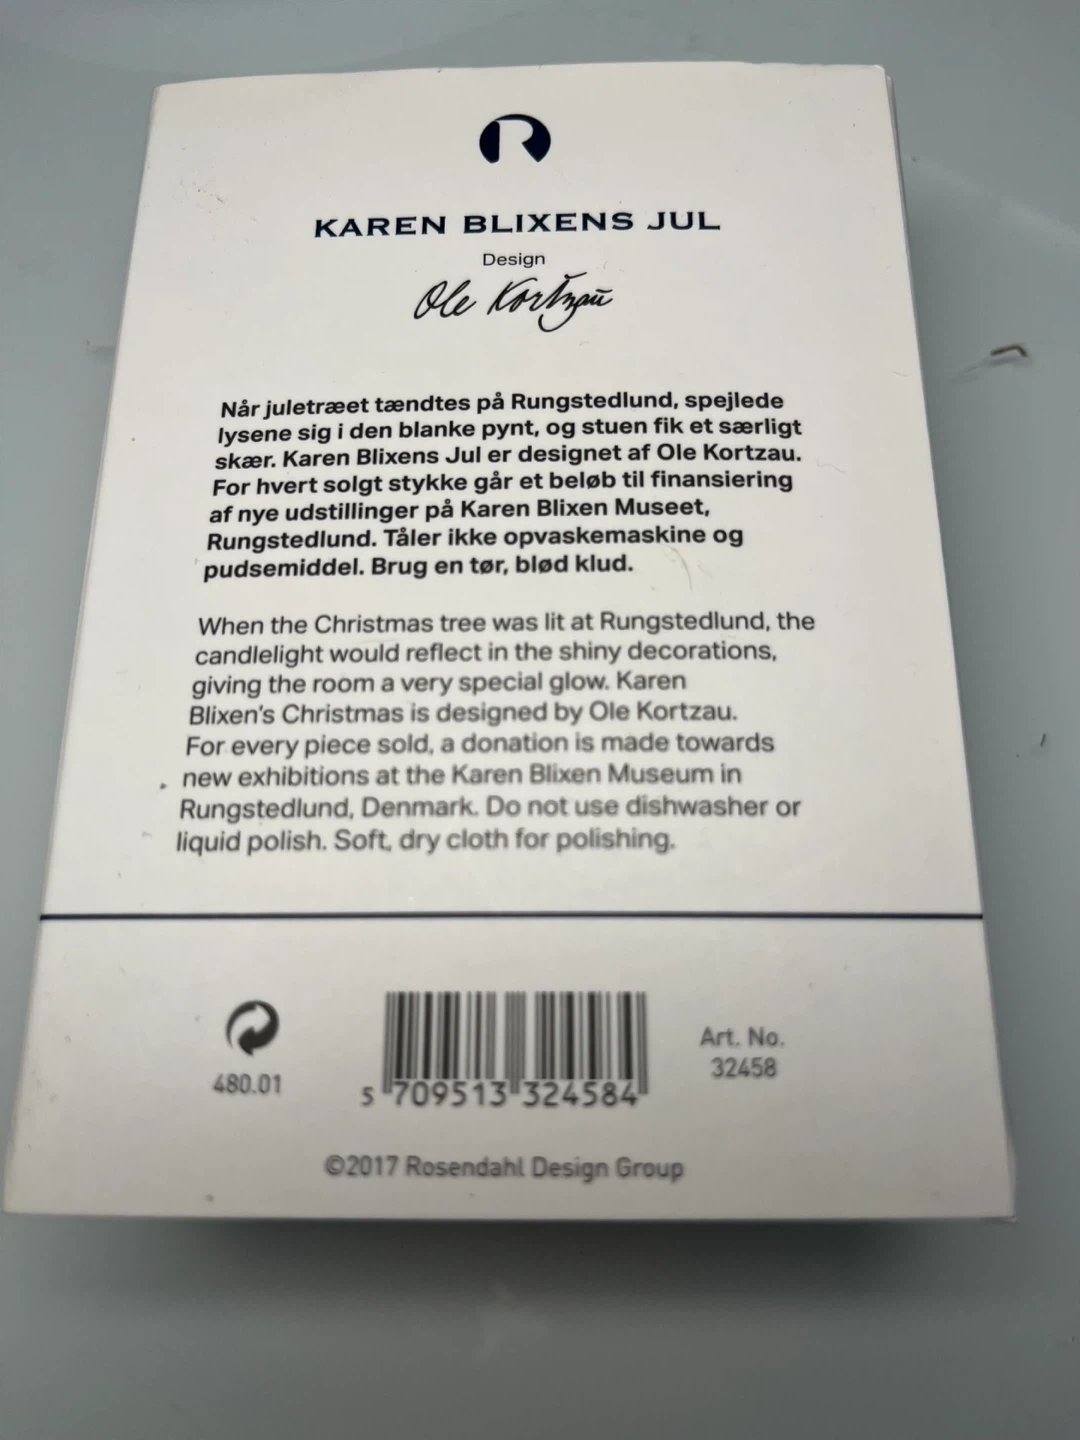 R
KAREN BLIXENS JUL
Design
Ole Kortzau
Når juletræet tændtes på Rungstedlund, spejlede
lysene sig i den blanke pynt, og stuen fik et særligt
skær. Karen Blixens Jul er designet af Ole Kortzau.
For hvert solgt stykke går et beløb til finansiering
af nye udstillinger på Karen Blixen Museet,
Rungstedlund. Tåler ikke opvaskemaskine og
pudsemiddel. Brug en tør, blød klud.
When the Christmas tree was lit at Rungstedlund, the
candlelight would reflect in the shiny decorations,
giving the room a very special glow. Karen
Blixen's Christmas is designed by Ole Kortzau.
For every piece sold, a donation is made towards
new exhibitions at the Karen Blixen Museum in
Rungstedlund, Denmark. Do not use dishwasher or
liquid polish. Soft, dry cloth for polishing.
480.01
5 709513 324584
Art. No.
32458
©2017 Rosendahl Design Group